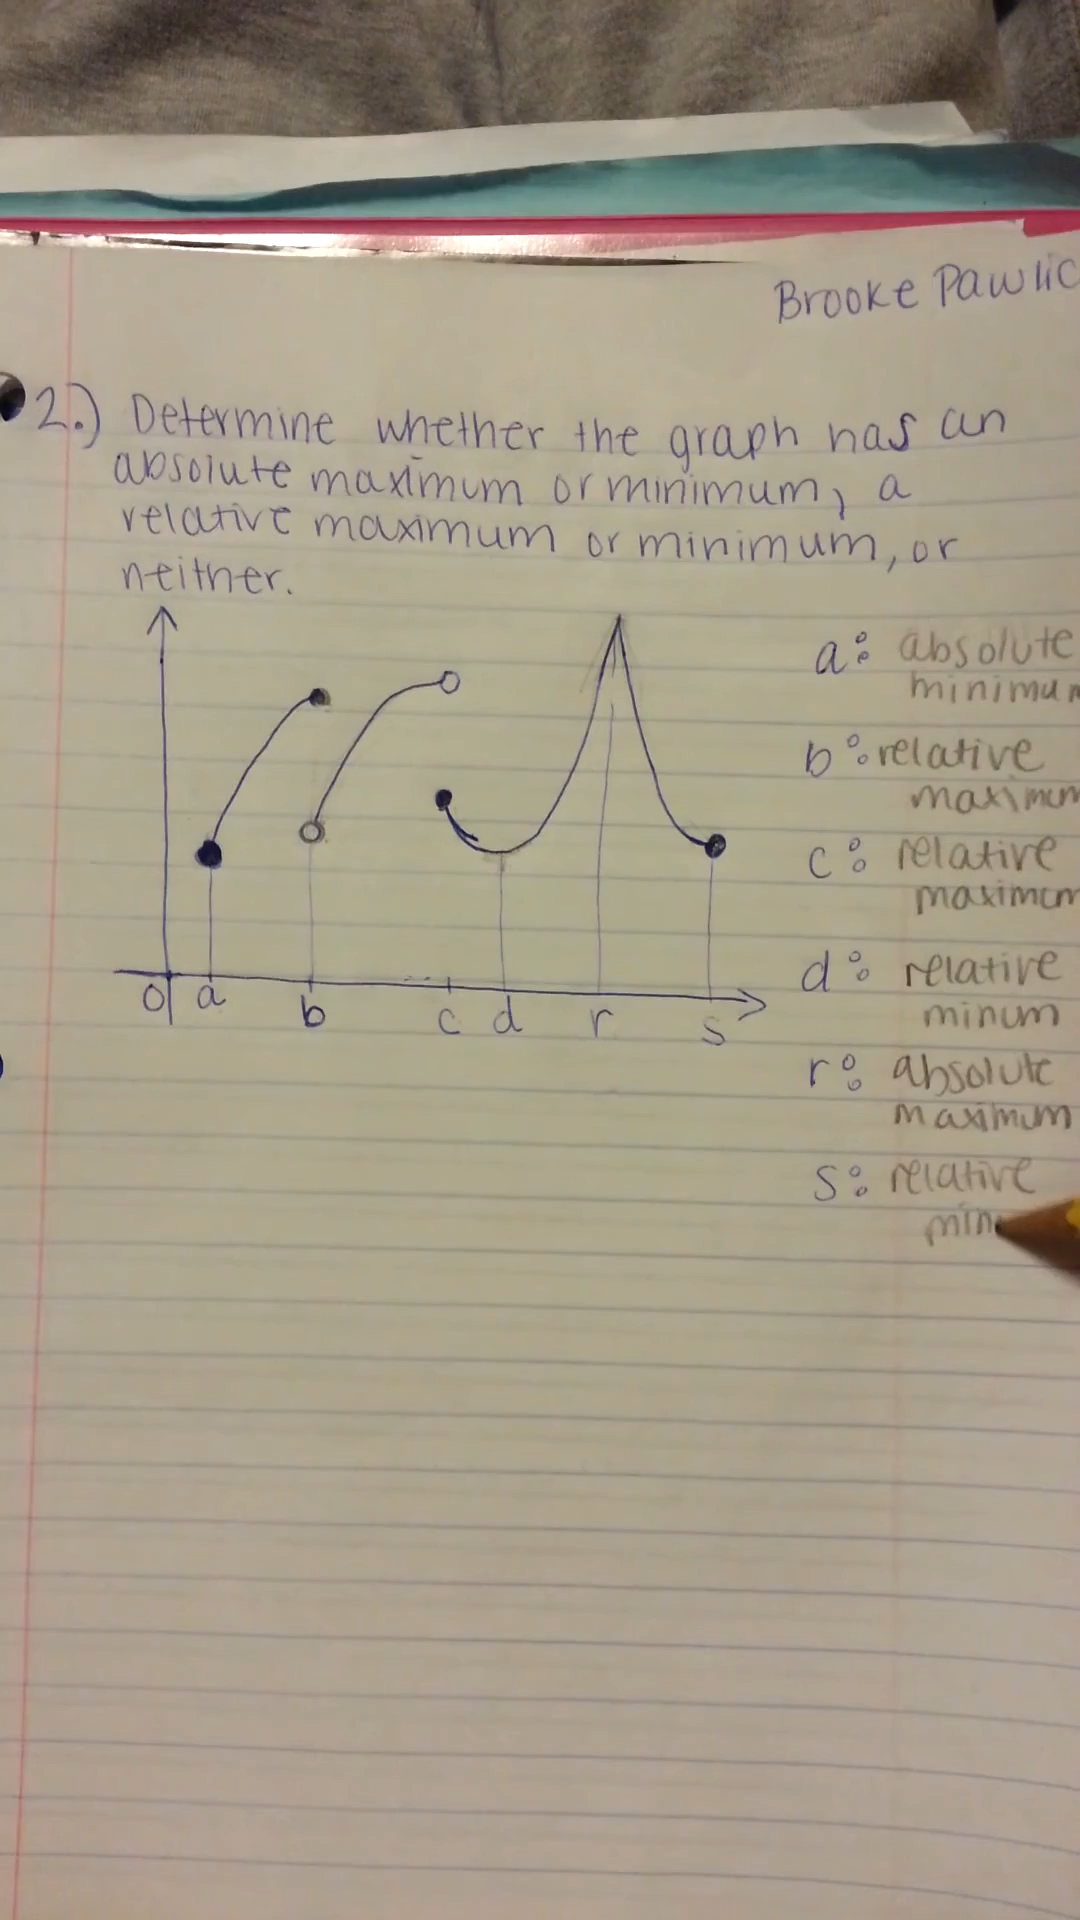 Brooke Pawlic
2.) Determine whether the graph has an
absolute maximum or minimum, a
relative maximum or minimum, or
neither.
a: absolute
minimum
b: relative
maximum
c: relative
maximum
d: relative
minum
r: absolute
maximum
s: relative
min
0 a b c d r s